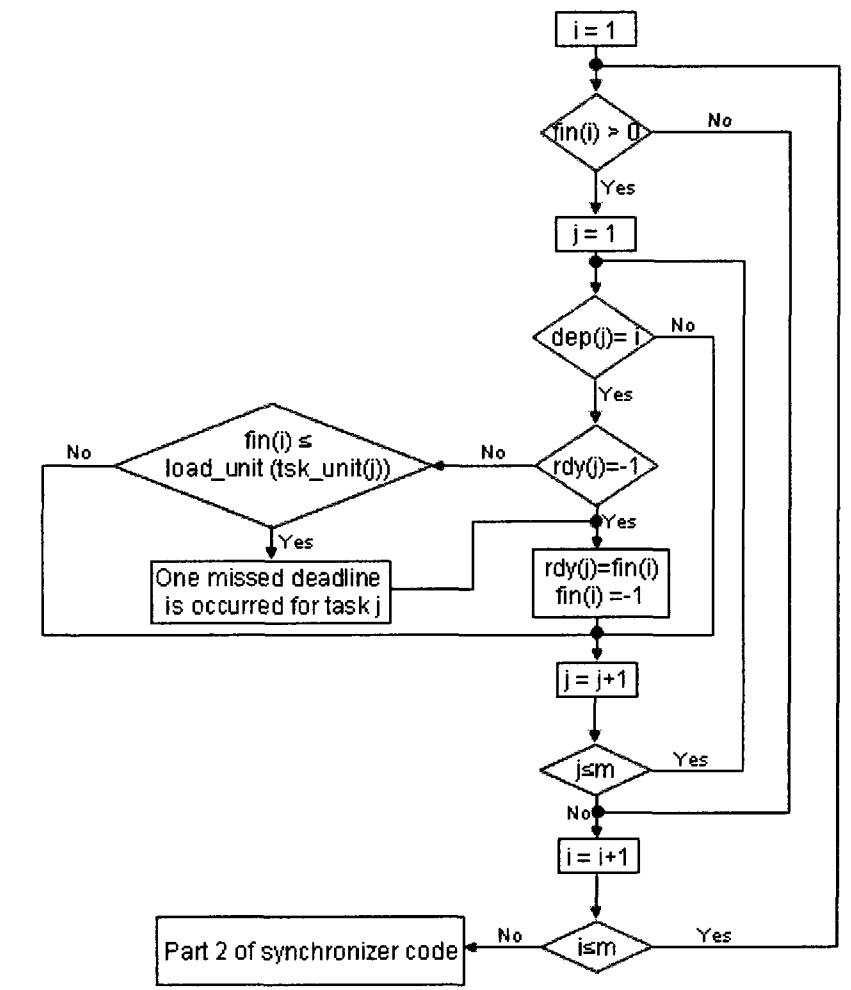 i = 1
fin(i) > 0
No
Yes
j = 1
dep(j)= i
No
Yes
fin(i) ≤
load_unit (tsk_unit(j))
No
No
rdy(j)=-1
Yes
Yes
One missed deadline
is occurred for task j
rdy(j)=fin(i)
fin(i) =-1
j = j+1
j≤m
Yes
No
i = i+1
Part 2 of synchronizer code
No
i≤m
Yes